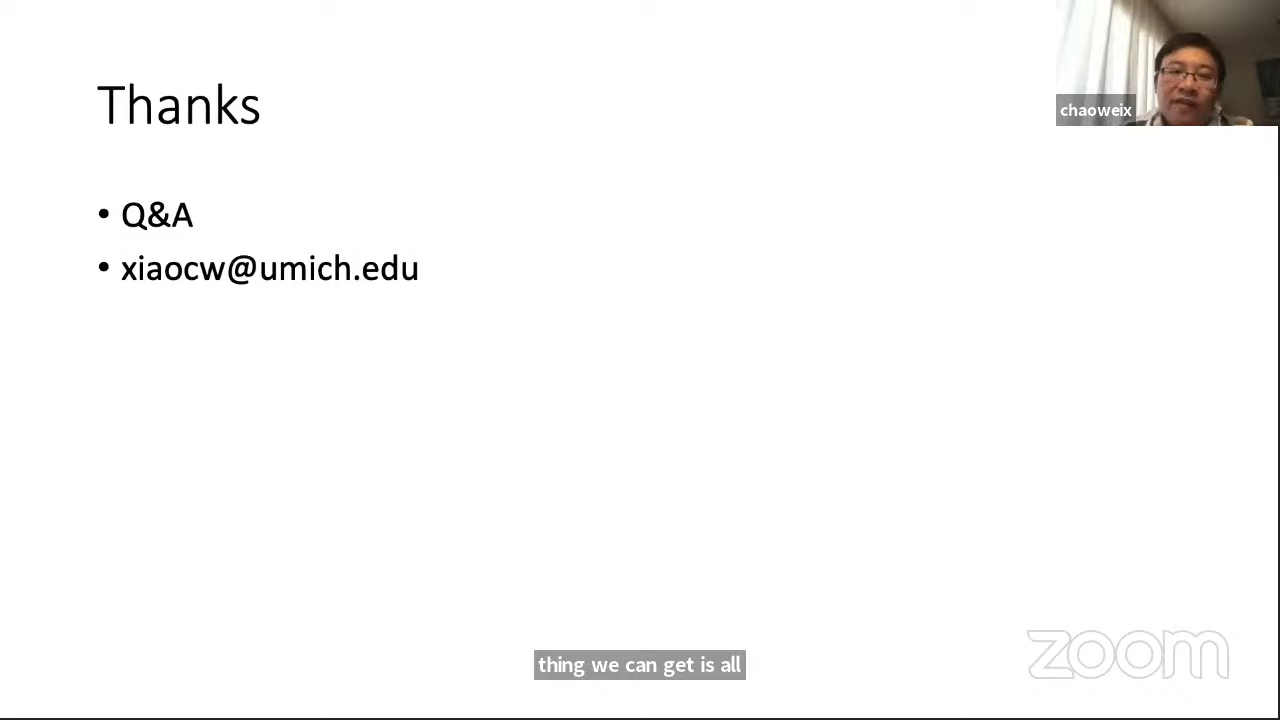 Thanks
chaoweix
• Q&A
• xiaocw@umich.edu
thing we can get is all
zoom